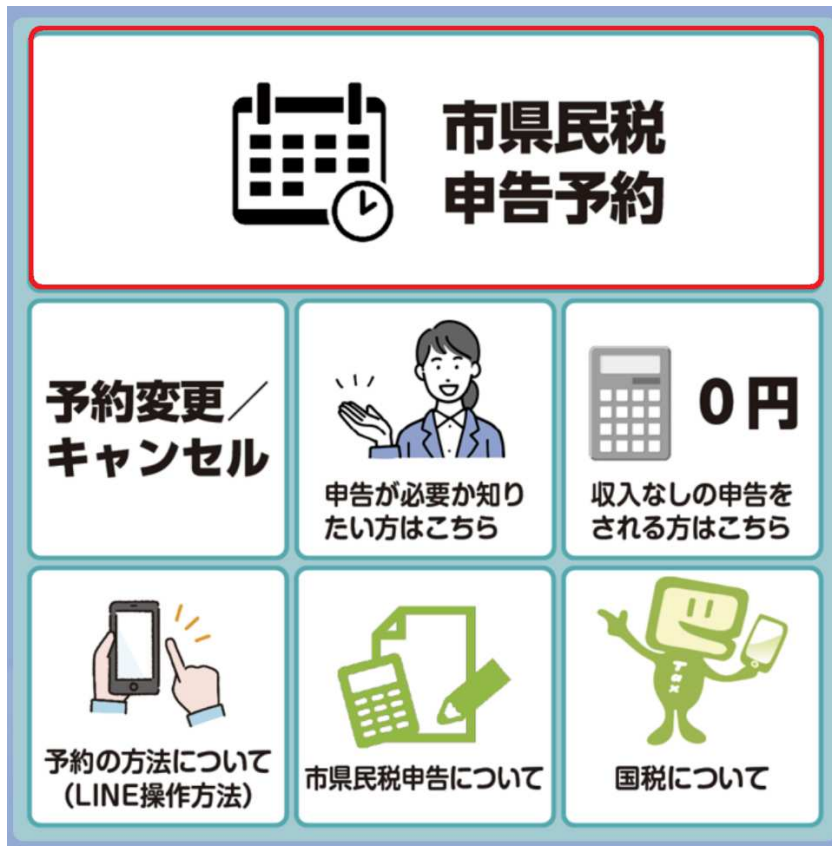 市県民税
申告予約
予約変更／
キャンセル
申告が必要か知り
たい方はこちら
０円
収入なしの申告を
される方はこちら
予約の方法について
（LINE操作方法）
市県民税申告について
Tax
国税について